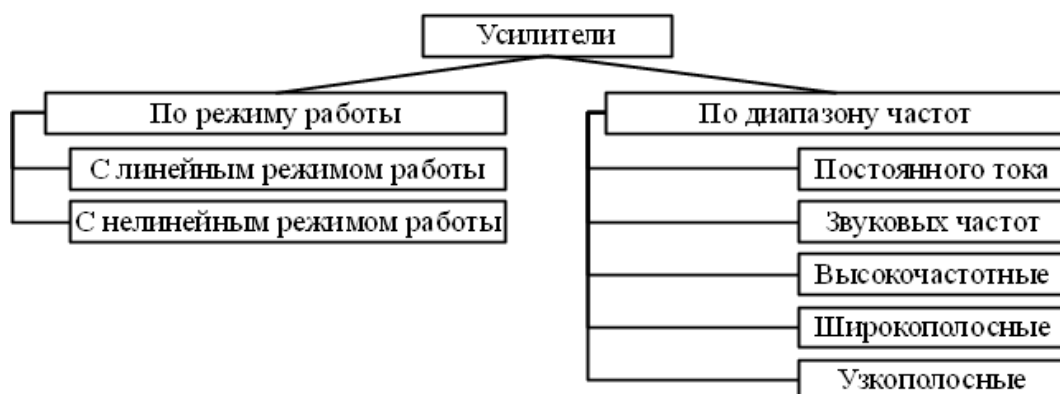 Усилители
По режиму работы
С линейным режимом работы
С нелинейным режимом работы
По диапазону частот
Постоянного тока
Звуковых частот
Высокочастотные
Широкополосные
Узкополосные